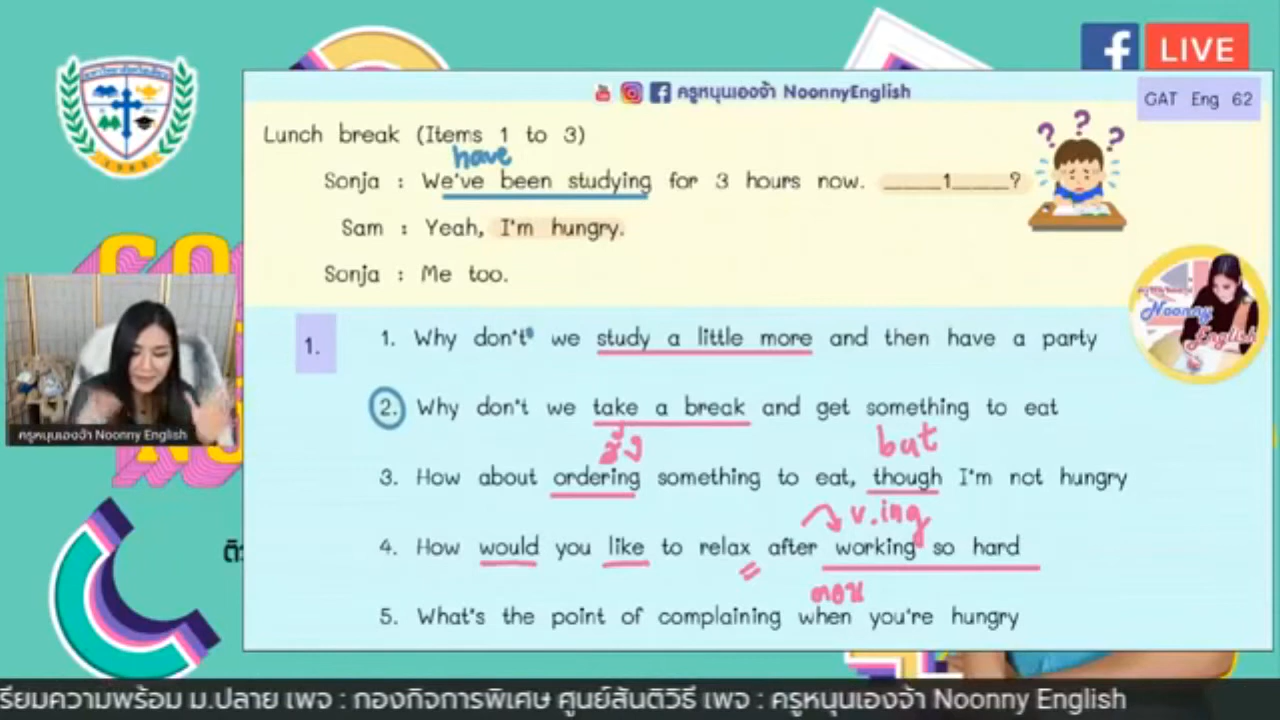 LIVE
ครูหนุนเองจ้า NoonnyEnglish
GAT Eng 62
Lunch break (Items 1 to 3)
have
Sonja : We've been studying for 3 hours now. _____1_____?
Sam : Yeah, I'm hungry.
Sonja : Me too.
Noonny English
1.
1. Why don't we study a little more and then have a party
2. Why don't we take a break and get something to eat
สั่ง
but
3. How about ordering something to eat, though I'm not hungry
v.ing
4. How would you like to relax after working so hard
ตอน
5. What's the point of complaining when you're hungry
ครูหนุนเองจ้า Noonny English
รียมความพร้อม ม.ปลาย เพจ : กองกิจการพิเศษ ศูนย์สันติวิธี เพจ : ครูหนุนเองจ้า Noonny English